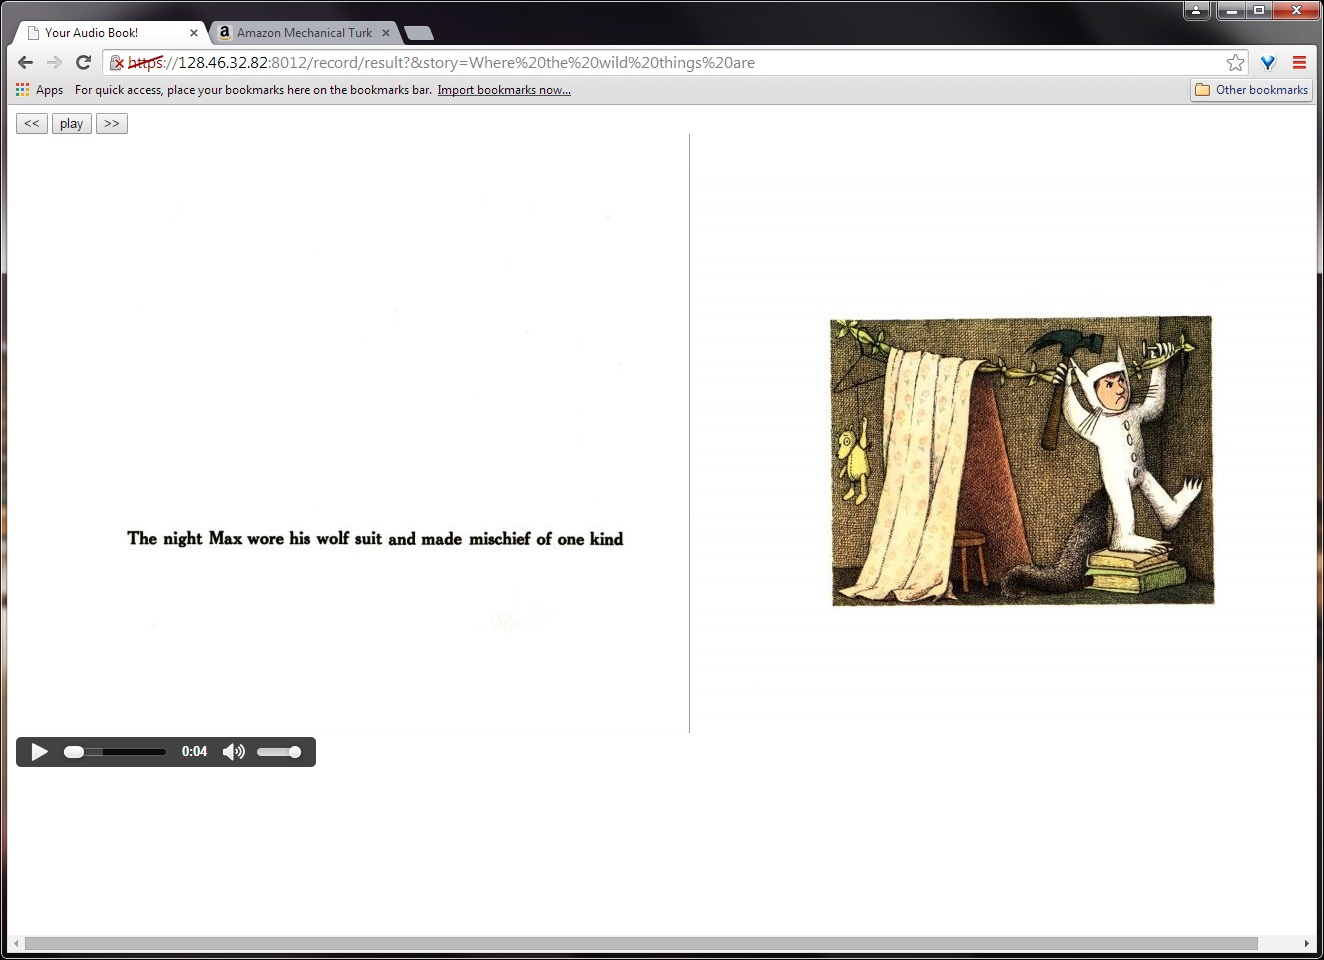 Your Audio Book!
Amazon Mechanical Turk
https://128.46.32.82:8012/record/result?&story=Where%20the%20wild%20things%20are
Apps For quick access, place your bookmarks here on the bookmarks bar. Import bookmarks now... Other bookmarks
<< play >>
The night Max wore his wolf suit and made mischief of one kind
0:04